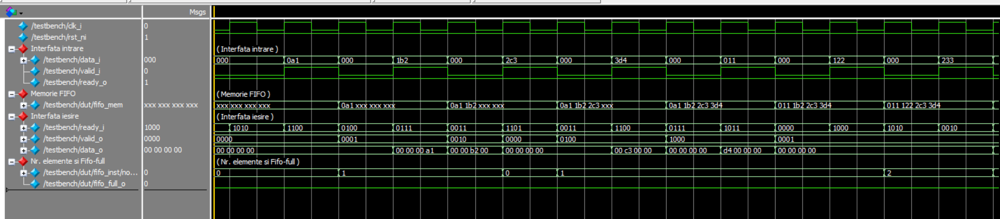 Msgs
/testbench/clk_i 0
/testbench/rst_ni 1
Interfata intrare ( Interfata intrare )
/testbench/data_i 000 000 0a1 000 1b2 000 2c3 000 3d4 000 011 000 122 000 233
/testbench/valid_i 0
/testbench/ready_o 1
Memorie FIFO ( Memorie FIFO )
/testbench/dut/fifo_mem xxx xxx xxx xxx xxx xxx xxx xxx 0a1 xxx xxx xxx 0a1 1b2 xxx xxx 0a1 1b2 2c3 xxx 0a1 1b2 2c3 3d4 011 1b2 2c3 3d4 011 122 2c3 3d4
Interfata iesire ( Interfata iesire )
/testbench/ready_i 1000 1010 1100 0100 0111 0011 1101 0011 1100 0111 1011 0000 1000 1010 0010
/testbench/valid_o 0000 0000 0001 0010 0000 0100 1000 0001
/testbench/data_o 00 00 00 00 00 00 00 00 00 00 00 a1 00 00 b2 00 00 00 00 00 00 c3 00 00 00 00 00 00 d4 00 00 00 00 00 00 00
Nr. elemente si Fifo-full ( Nr. elemente si Fifo-full )
/testbench/dut/fifo_inst/no... 0 0 1 0 1 2
/testbench/dut/fifo_full_o 0